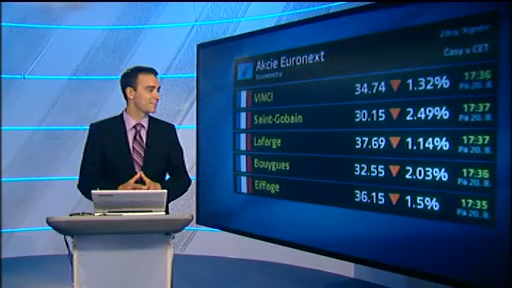 Akcie Euronext
Stavebnictví
Zdroj: Kurzy.cz
Časy v CET
VINCI 34.74 1.32% 17:36 Pá 20. 8.
Saint-Gobain 30.15 2.49% 17:37 Pá 20. 8.
Lafarge 37.69 1.14% 17:37 Pá 20. 8.
Bouygues 32.55 2.03% 17:36 Pá 20. 8.
Eiffage 36.15 1.5% 17:35 Pá 20. 8.